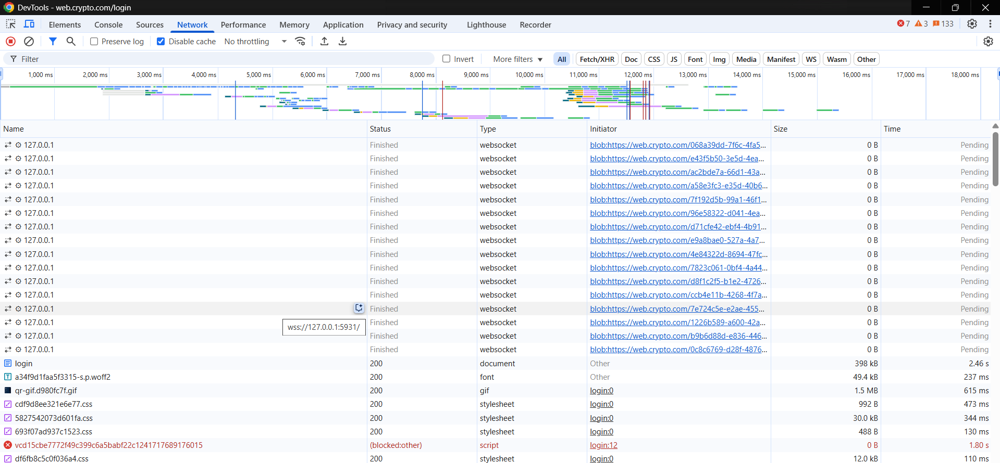 DevTools - web.crypto.com/login
Elements Console Sources Network Performance Memory Application Privacy and security Lighthouse Recorder 7 3 133
Preserve log Disable cache No throttling
Filter Invert More filters All Fetch/XHR Doc CSS JS Font Img Media Manifest WS Wasm Other
1,000 ms 2,000 ms 3,000 ms 4,000 ms 5,000 ms 6,000 ms 7,000 ms 8,000 ms 9,000 ms 10,000 ms 11,000 ms 12,000 ms 13,000 ms 14,000 ms 15,000 ms 16,000 ms 17,000 ms 18,000 ms
Name Status Type Initiator Size Time
127.0.0.1 Finished websocket blob:https://web.crypto.com/068a39dd-7f6c-4fa5... 0 B Pending
127.0.0.1 Finished websocket blob:https://web.crypto.com/e43f5b50-3e5d-4ea... 0 B Pending
127.0.0.1 Finished websocket blob:https://web.crypto.com/ac2bde7a-66d1-43a... 0 B Pending
127.0.0.1 Finished websocket blob:https://web.crypto.com/a58e3fc3-e35d-40b6... 0 B Pending
127.0.0.1 Finished websocket blob:https://web.crypto.com/7f192d5b-99a1-46f1... 0 B Pending
127.0.0.1 Finished websocket blob:https://web.crypto.com/96e58322-d041-4ea... 0 B Pending
127.0.0.1 Finished websocket blob:https://web.crypto.com/d71cfe42-ebf4-4b91... 0 B Pending
127.0.0.1 Finished websocket blob:https://web.crypto.com/e9a8bae0-527a-4a7... 0 B Pending
127.0.0.1 Finished websocket blob:https://web.crypto.com/4e84322d-8694-47fc... 0 B Pending
127.0.0.1 Finished websocket blob:https://web.crypto.com/7823c061-0bf4-4a44... 0 B Pending
127.0.0.1 Finished websocket blob:https://web.crypto.com/d8f1c2f5-b1e2-4726... 0 B Pending
127.0.0.1 Finished websocket blob:https://web.crypto.com/ccb4e11b-4268-4f7a... 0 B Pending
127.0.0.1 Finished websocket blob:https://web.crypto.com/7e724c5e-e2ae-455... 0 B Pending
127.0.0.1 Finished websocket blob:https://web.crypto.com/1226b589-a600-42a... 0 B Pending
wss://127.0.0.1:5931/
127.0.0.1 Finished websocket blob:https://web.crypto.com/b9b6d88d-e836-446... 0 B Pending
127.0.0.1 Finished websocket blob:https://web.crypto.com/0c8c6769-d28f-4876... 0 B Pending
login 200 document Other 398 kB 2.46 s
a34f9d1faa5f3315-s.p.woff2 200 font Other 49.4 kB 237 ms
qr-gif.d980fc7f.gif 200 gif login:0 1.5 MB 615 ms
cdf9d8ee321e6e77.css 200 stylesheet login:0 992 B 473 ms
5827542073d601fa.css 200 stylesheet login:0 30.0 kB 344 ms
693f07ad937c1523.css 200 stylesheet login:0 488 B 130 ms
vcd15cbe7772f49c399c6a5babf22c1241717689176015 (blocked:other) script login:12 0 B 1.80 s
df6fb8c5c0f036a4.css 200 stylesheet login:0 12.0 kB 110 ms